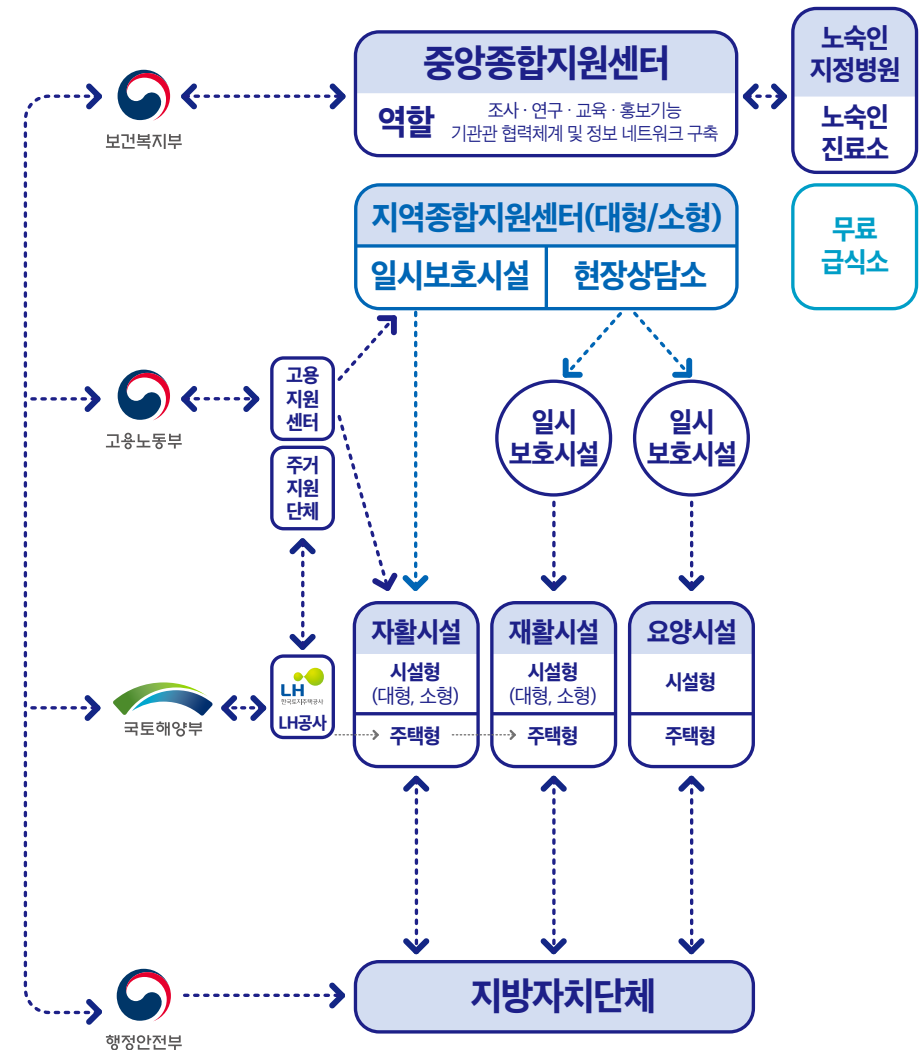 중앙종합지원센터
역할
조사 · 연구 · 교육 · 홍보기능
기관관 협력체계 및 정보 네트워크 구축
노숙인
지정병원
노숙인
진료소
보건복지부
지역종합지원센터(대형/소형)
일시보호시설
현장상담소
무료
급식소
고용
지원
센터
고용노동부
일시
보호시설
일시
보호시설
주거
지원
단체
자활시설
시설형
(대형, 소형)
주택형
재활시설
시설형
(대형, 소형)
주택형
요양시설
시설형
주택형
LH
한국토지주택공사
LH공사
국토해양부
지방자치단체
행정안전부